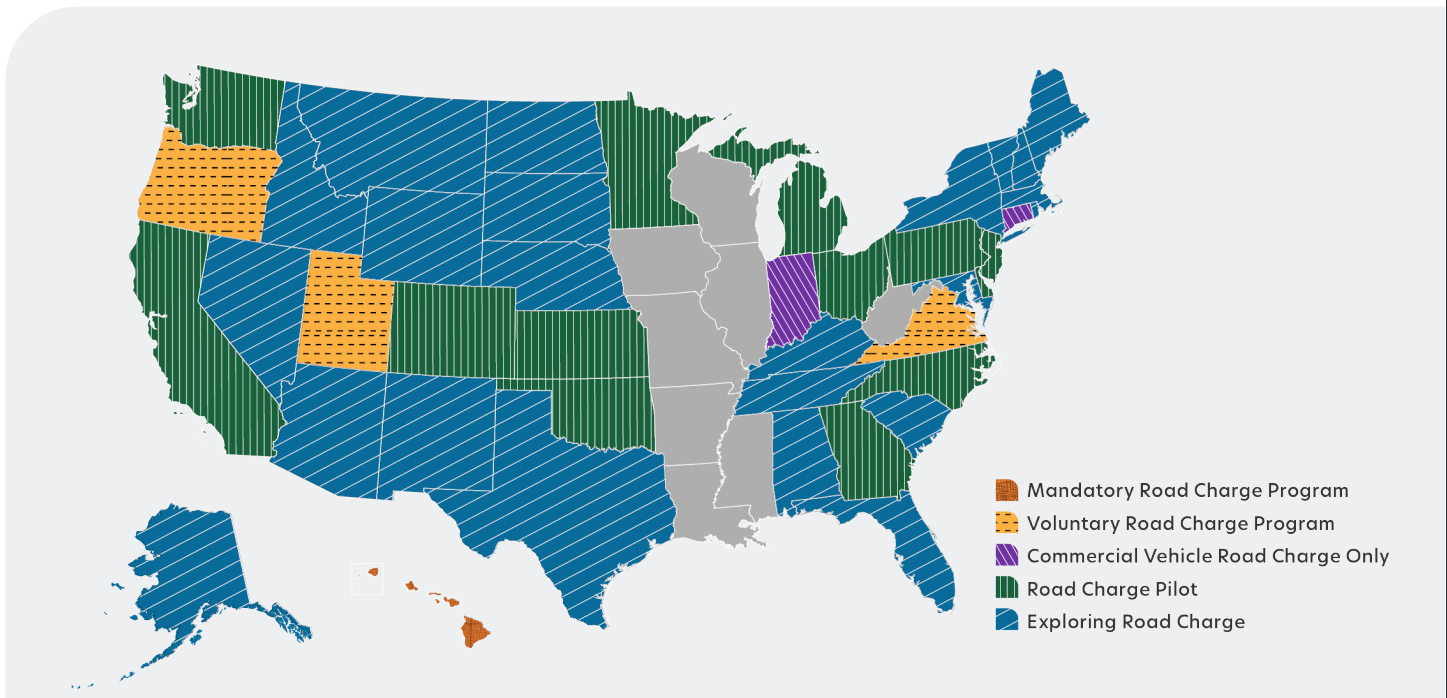 Mandatory Road Charge Program
Voluntary Road Charge Program
Commercial Vehicle Road Charge Only
Road Charge Pilot
Exploring Road Charge